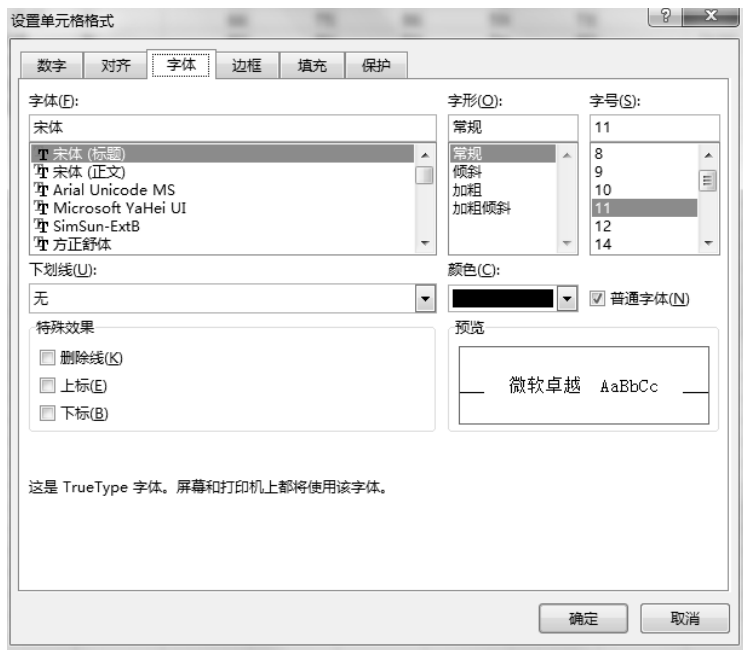 设置单元格格式
数字 对齐 字体 边框 填充 保护
字体(F): 字形(O): 字号(S):
宋体 常规 11
宋体 (标题) 常规 8
宋体 (正文) 倾斜 9
Arial Unicode MS 加粗 10
Microsoft YaHei UI 加粗倾斜 11
SimSun-ExtB 12
方正舒体 14
下划线(U): 颜色(C):
无 普通字体(N)
特殊效果 预览
删除线(K)
上标(E)
下标(B)
微软卓越 AaBbCc
这是 TrueType 字体。屏幕和打印机上都将使用该字体。
确定 取消